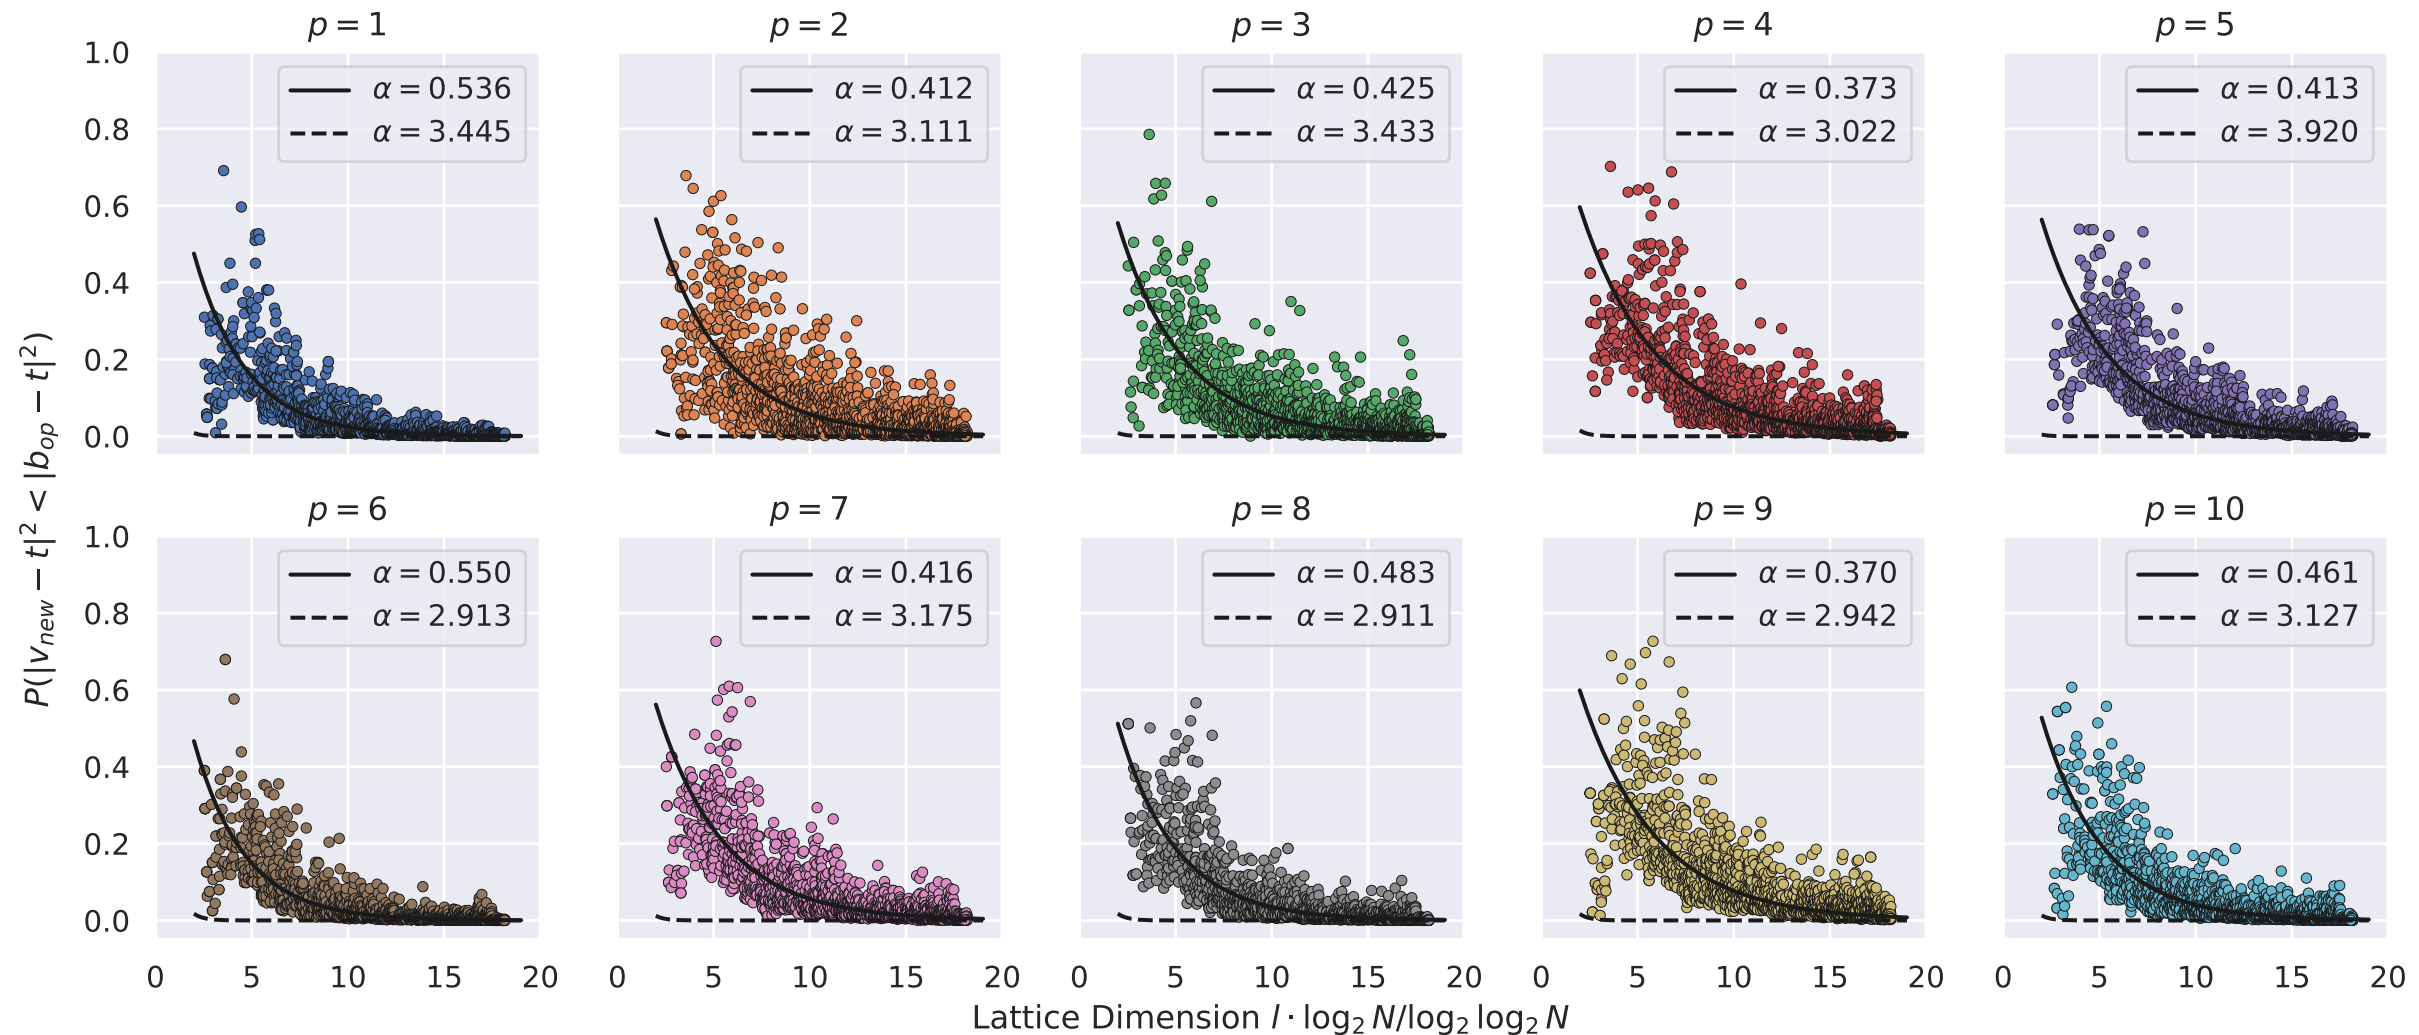 p = 1
p = 2
p = 3
p = 4
p = 5
1.0
0.8
0.6
0.4
0.2
0.0
α = 0.536
α = 3.445
α = 0.412
α = 3.111
α = 0.425
α = 3.433
α = 0.373
α = 3.022
α = 0.413
α = 3.920
P(|v_new − t|² < |b_op − t|²)
p = 6
p = 7
p = 8
p = 9
p = 10
1.0
0.8
0.6
0.4
0.2
0.0
α = 0.550
α = 2.913
α = 0.416
α = 3.175
α = 0.483
α = 2.911
α = 0.370
α = 2.942
α = 0.461
α = 3.127
0 5 10 15 20
0 5 10 15 20
0 5 10 15 20
0 5 10 15 20
0 5 10 15 20
Lattice Dimension l · log₂ N/log₂ log₂ N